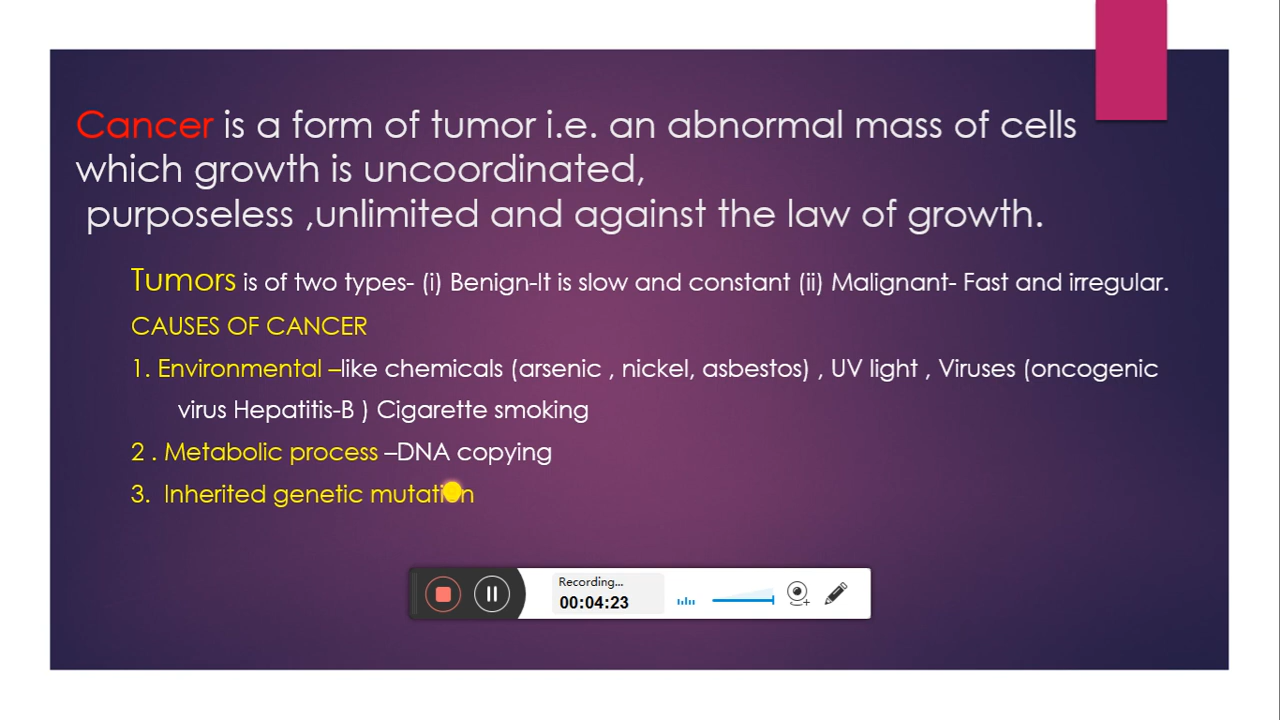 Cancer is a form of tumor i.e. an abnormal mass of cells
which growth is uncoordinated,
purposeless ,unlimited and against the law of growth.
Tumors is of two types- (i) Benign-It is slow and constant (ii) Malignant- Fast and irregular.
CAUSES OF CANCER
1. Environmental –like chemicals (arsenic , nickel, asbestos) , UV light , Viruses (oncogenic
virus Hepatitis-B ) Cigarette smoking
2 . Metabolic process –DNA copying
3. Inherited genetic mutation
Recording...
00:04:23